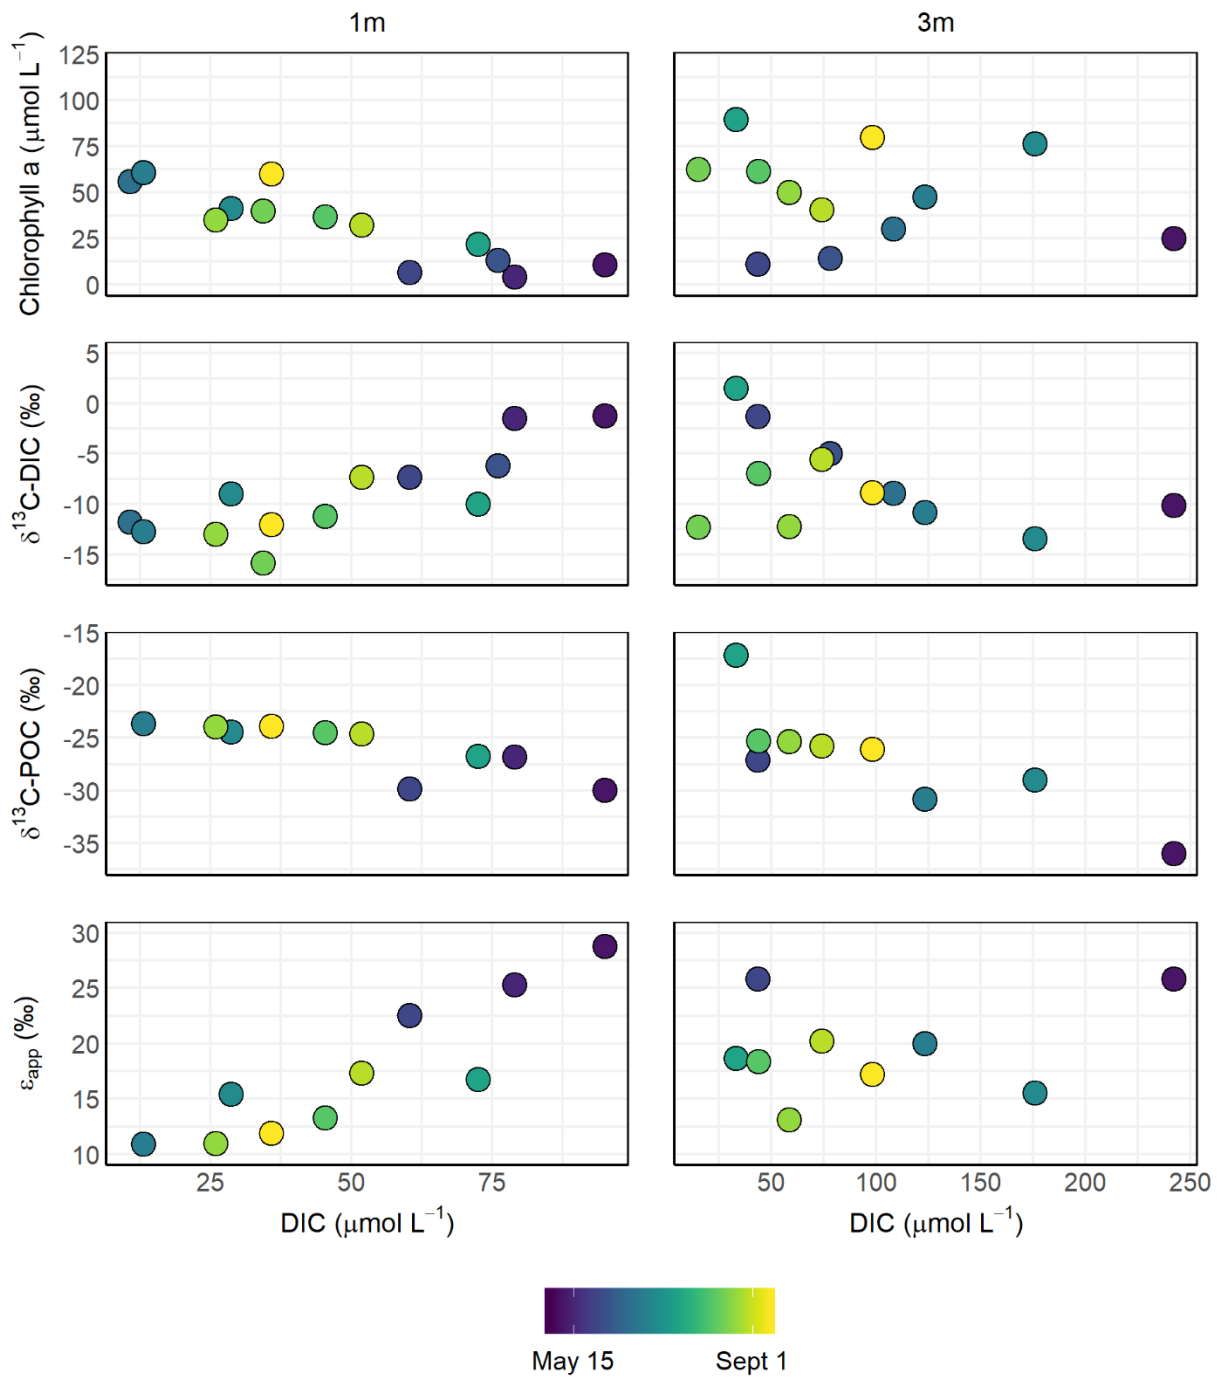 1m 3m
Chlorophyll a (μmol L⁻¹)
125
100
75
50
25
0
δ¹³C-DIC (‰)
5
0
-5
-10
-15
δ¹³C-POC (‰)
-15
-20
-25
-30
-35
εapp (‰)
30
25
20
15
10
25 50 75 50 100 150 200 250
DIC (μmol L⁻¹) DIC (μmol L⁻¹)
May 15 Sept 1